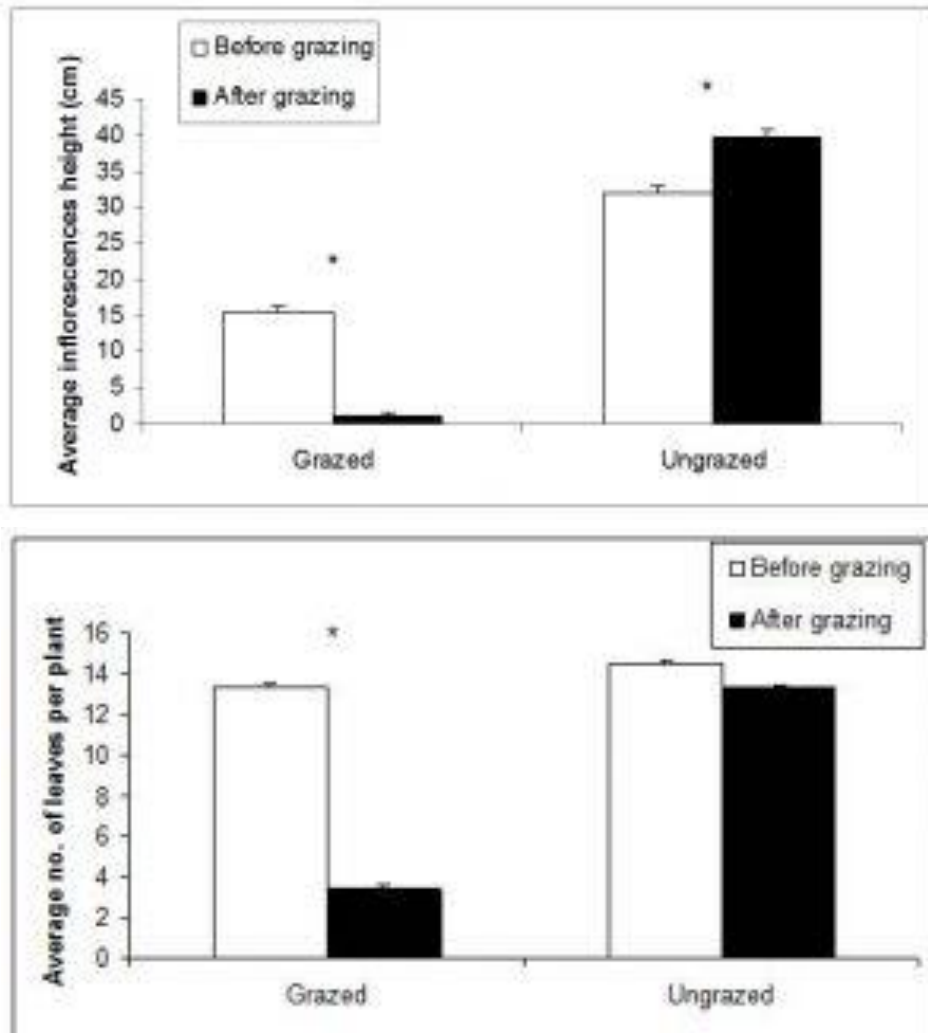 Before grazing
After grazing
Average inflorescences height (cm)
45
40
35
30
25
20
15
10
5
0
*
*
Grazed
Ungrazed
Before grazing
After grazing
Average no. of leaves per plant
16
14
12
10
8
6
4
2
0
*
Grazed
Ungrazed